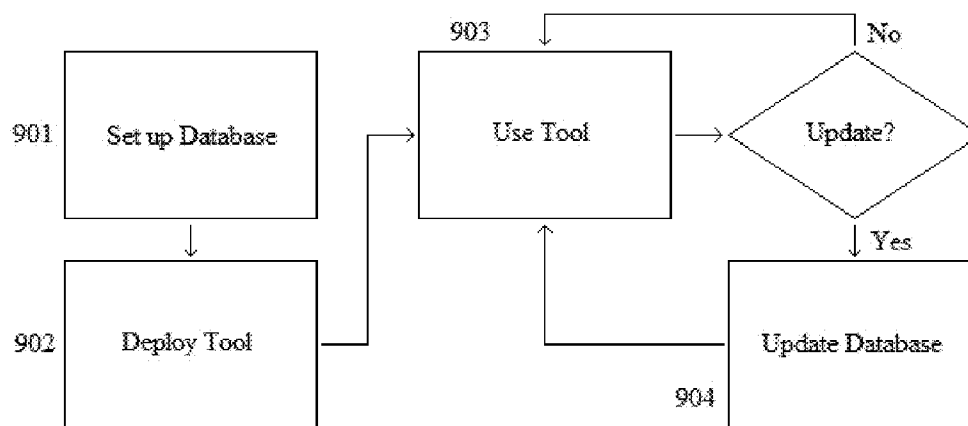 903
No
901
Set up Database
Use Tool
Update?
Yes
902
Deploy Tool
Update Database
904